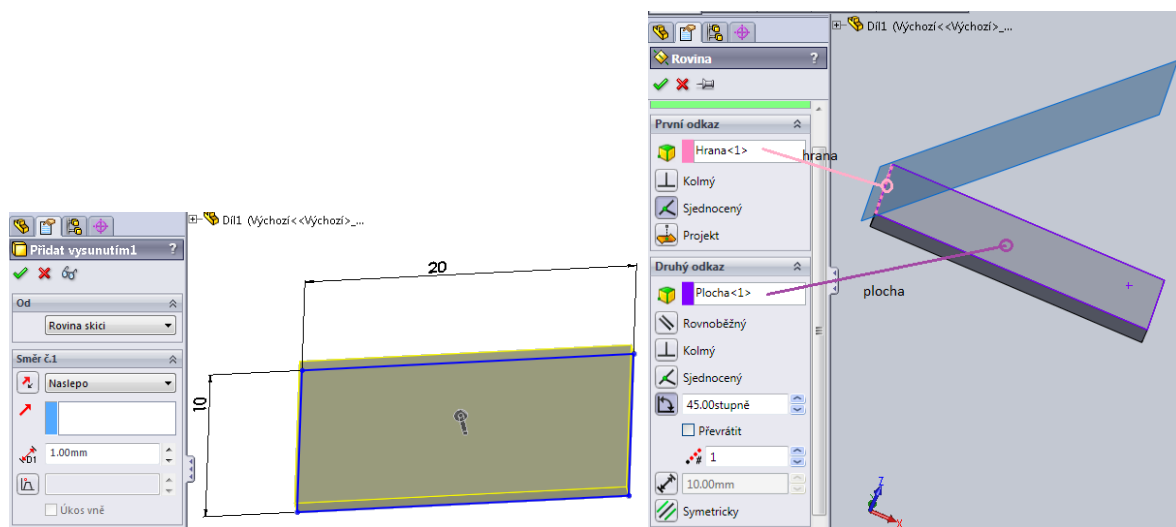 Díl1 (Výchozí<<Výchozí>_...
Přidat vysunutím1 ?
Od
Rovina skici
Směr č.1
Naslepo
D1
1.00mm
Úkos vně
20
10
Díl1 (Výchozí<<Výchozí>_...
Rovina ?
První odkaz
Hrana<1>
hrana
Kolmý
Sjednocený
Projekt
Druhý odkaz
Plocha<1>
plocha
Rovnoběžný
Kolmý
Sjednocený
45.00stupně
Převrátit
# 1
10.00mm
Symetricky
Z
X